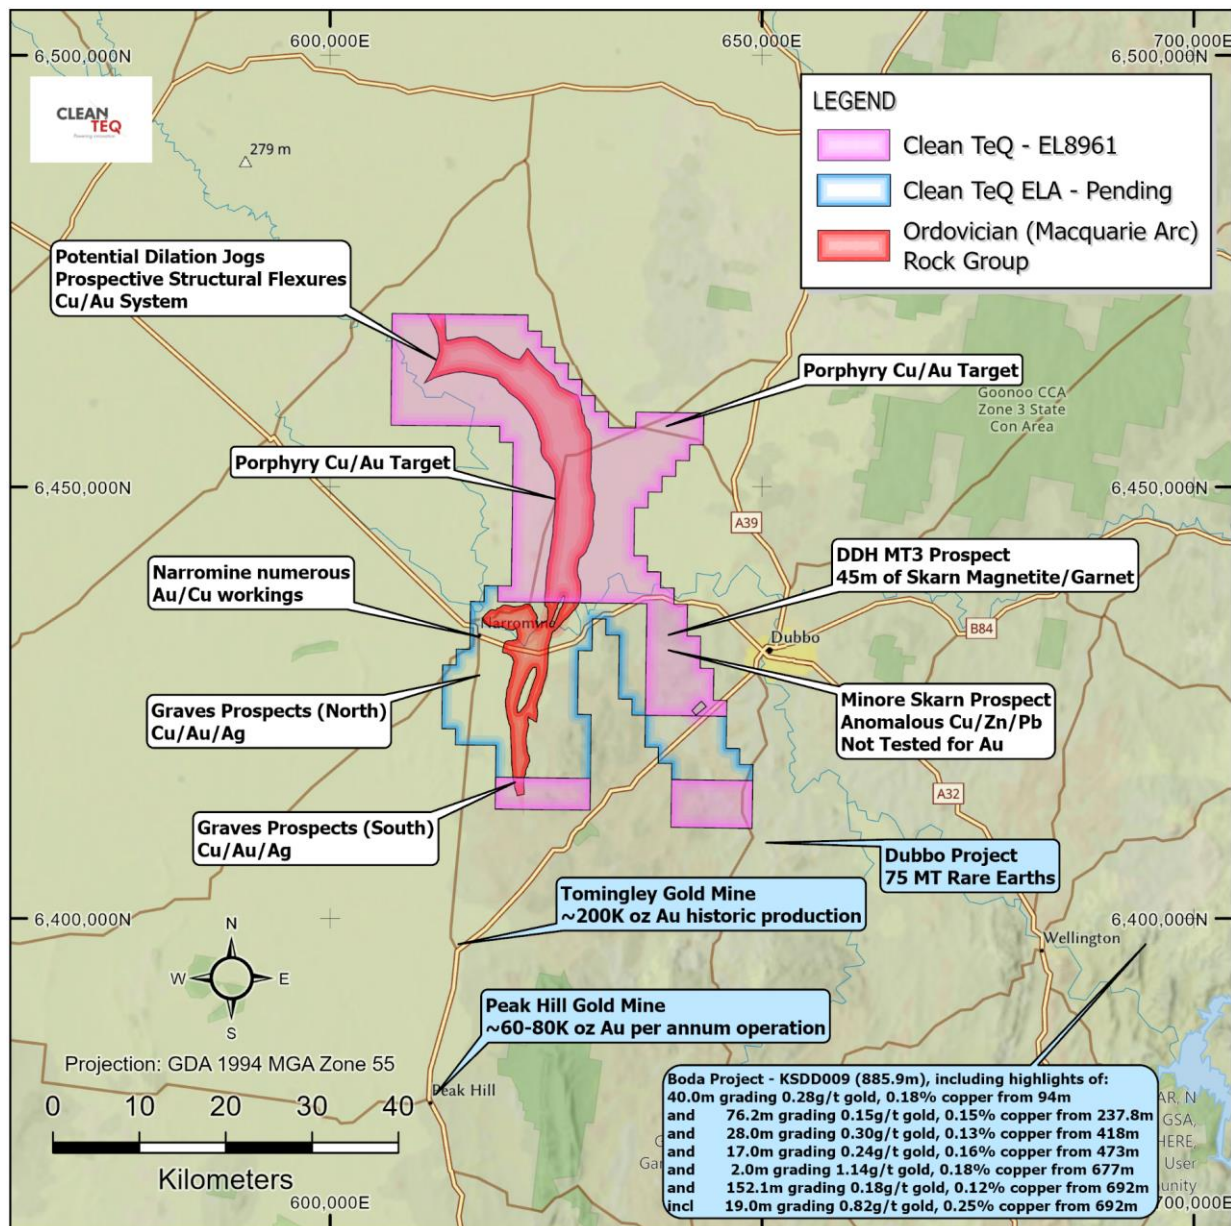 600,000E
650,000E
700,000E
6,500,000N
6,500,000N
CLEAN
TEQ
279 m
LEGEND
Clean TeQ - EL8961
Clean TeQ ELA - Pending
Ordovician (Macquarie Arc)
Rock Group
Potential Dilation Jogs
Prospective Structural Flexures
Cu/Au System
Porphyry Cu/Au Target
Goonoo CCA
Zone 3 State
Con Area
Porphyry Cu/Au Target
6,450,000N
6,450,000N
A39
Narromine numerous
Au/Cu workings
DDH MT3 Prospect
45m of Skarn Magnetite/Garnet
Narromine
Dubbo
B84
Graves Prospects (North)
Cu/Au/Ag
Minore Skarn Prospect
Anomalous Cu/Zn/Pb
Not Tested for Au
A32
Graves Prospects (South)
Cu/Au/Ag
Dubbo Project
75 MT Rare Earths
Tomingley Gold Mine
~200K oz Au historic production
6,400,000N
6,400,000N
Wellington
N
W
E
S
Peak Hill Gold Mine
~60-80K oz Au per annum operation
Projection: GDA 1994 MGA Zone 55
Peak Hill
0 10 20 30 40
Kilometers
Boda Project - KSDD009 (885.9m), including highlights of:
40.0m grading 0.28g/t gold, 0.18% copper from 94m
and 76.2m grading 0.15g/t gold, 0.15% copper from 237.8m
and 28.0m grading 0.30g/t gold, 0.13% copper from 418m
and 17.0m grading 0.24g/t gold, 0.16% copper from 473m
and 2.0m grading 1.14g/t gold, 0.18% copper from 677m
and 152.1m grading 0.18g/t gold, 0.12% copper from 692m
incl 19.0m grading 0.82g/t gold, 0.25% copper from 692m
GSA,
HERE,
User
600,000E
650,000E
700,000E